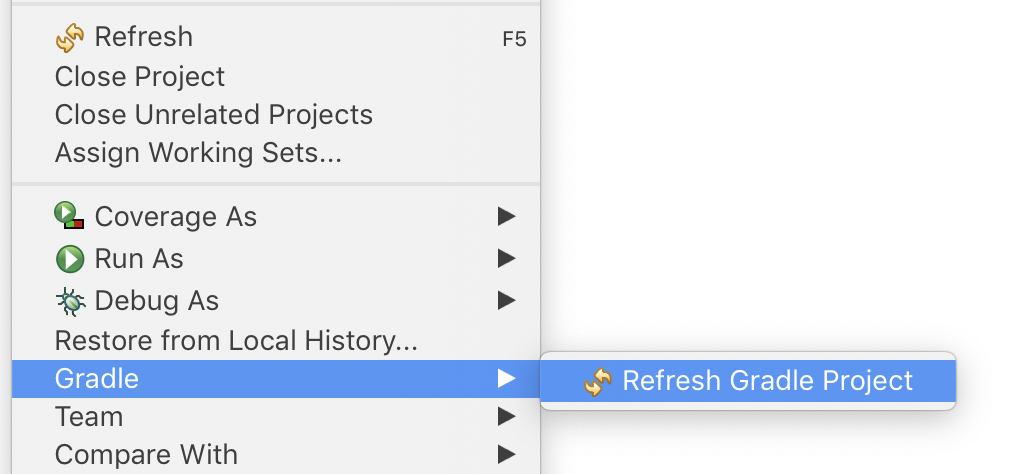 Refresh F5
Close Project
Close Unrelated Projects
Assign Working Sets...
Coverage As
Run As
Debug As
Restore from Local History...
Gradle
Refresh Gradle Project
Team
Compare With